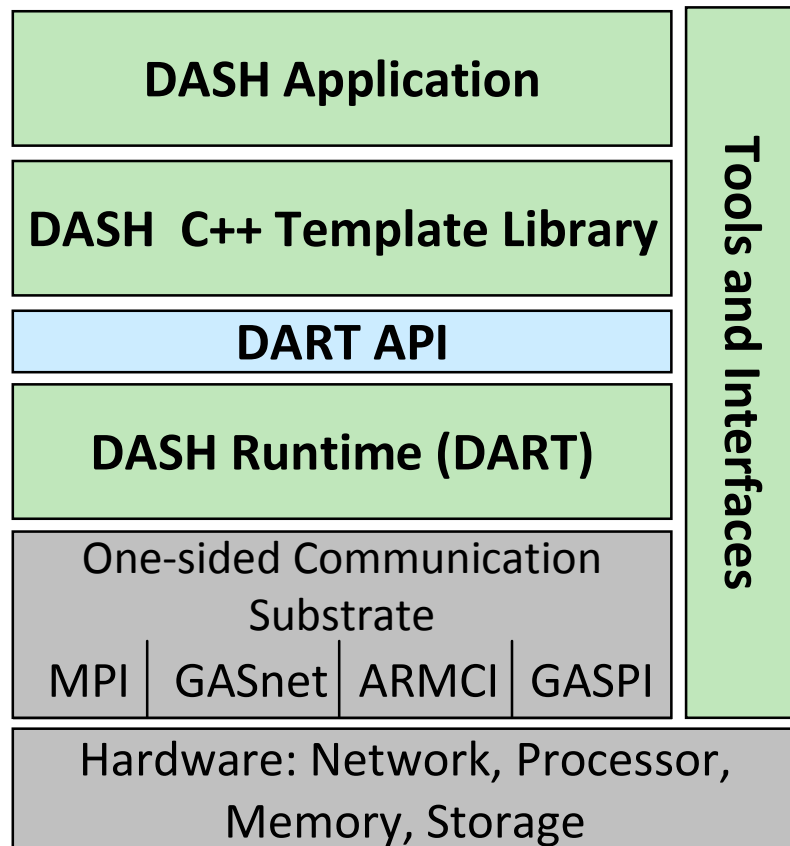 DASH Application
DASH  C++ Template Library
DART API
DASH Runtime (DART)
One-sided Communication
Substrate
MPI GASnet ARMCI GASPI
Tools and Interfaces
Hardware: Network, Processor,
Memory, Storage